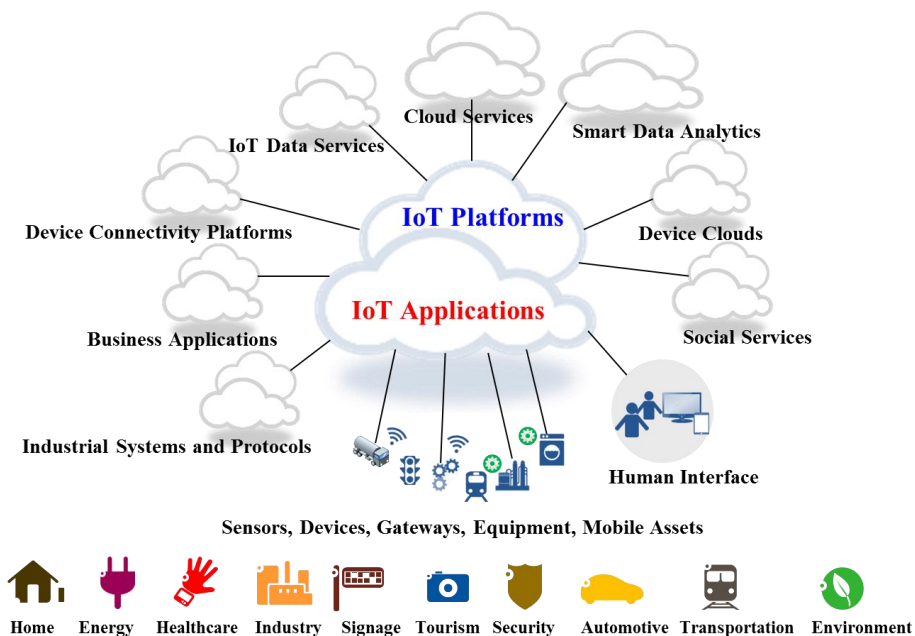 Cloud Services
Smart Data Analytics
IoT Data Services
IoT Platforms
Device Connectivity Platforms
Device Clouds
IoT Applications
Business Applications
Social Services
Industrial Systems and Protocols
Human Interface
Sensors, Devices, Gateways, Equipment, Mobile Assets
Home Energy Healthcare Industry Signage Tourism Security Automotive Transportation Environment